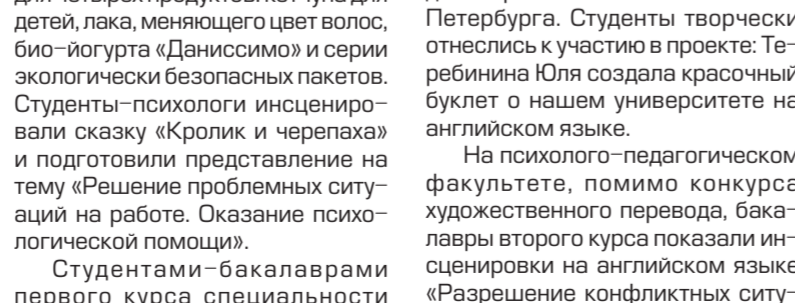 для четырёх продуктов: кетчупа для
детей, лака, меняющего цвет волос,
био-йогурта «Даниссимо» и серии
экологически безопасных пакетов.
Студенты-психологи инсцениро-
вали сказку «Кролик и черепаха»
и подготовили представление на
тему «Решение проблемных ситу-
аций на работе. Оказание психо-
логической помощи».
Студентами-бакалаврами
первого курса специальности
Петербурга. Студенты творчески
отнеслись к участию в проекте: Те-
ребинина Юля создала красочный
буклет о нашем университете на
английском языке.
На психолого-педагогическом
факультете, помимо конкурса
художественного перевода, бака-
лавры второго курса показали ин-
сценировки на английском языке
«Разрешение конфликтных ситу-